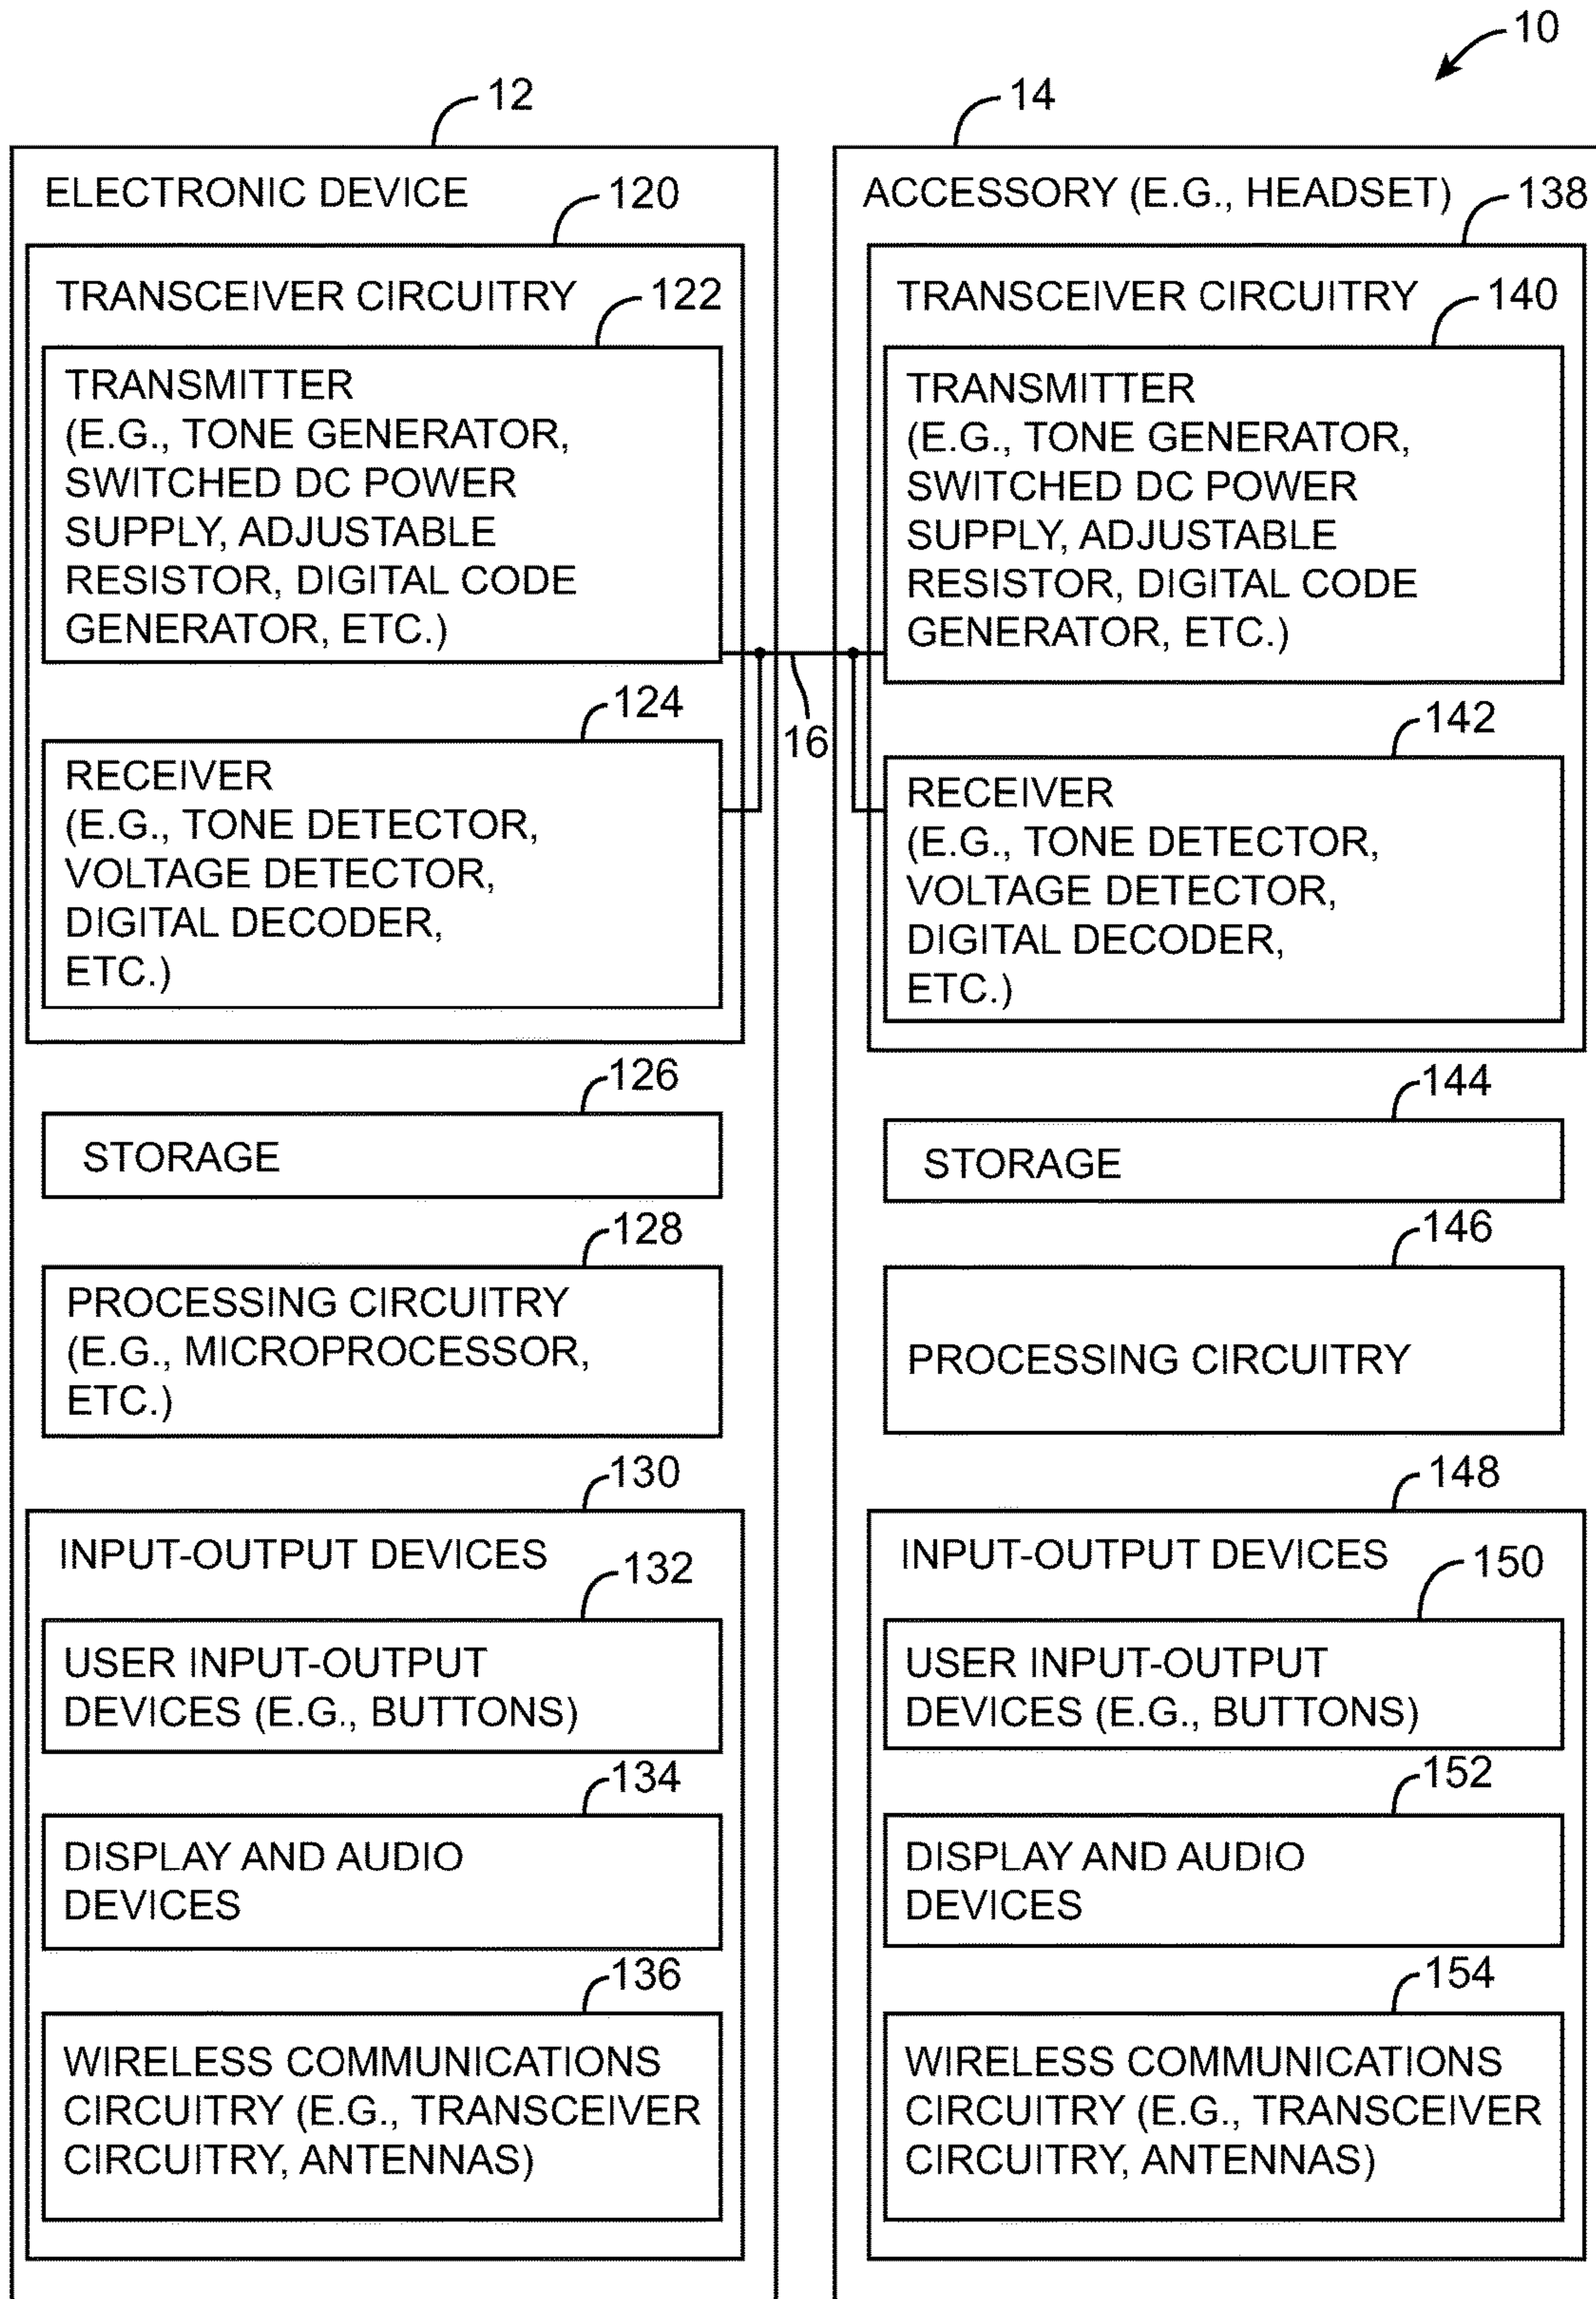 10
12
ELECTRONIC DEVICE
120
TRANSCEIVER CIRCUITRY
122
TRANSMITTER
(E.G., TONE GENERATOR,
SWITCHED DC POWER
SUPPLY, ADJUSTABLE
RESISTOR, DIGITAL CODE
GENERATOR, ETC.)
124
RECEIVER
(E.G., TONE DETECTOR,
VOLTAGE DETECTOR,
DIGITAL DECODER,
ETC.)
126
STORAGE
128
PROCESSING CIRCUITRY
(E.G., MICROPROCESSOR,
ETC.)
130
INPUT-OUTPUT DEVICES
132
USER INPUT-OUTPUT
DEVICES (E.G., BUTTONS)
134
DISPLAY AND AUDIO
DEVICES
136
WIRELESS COMMUNICATIONS
CIRCUITRY (E.G., TRANSCEIVER
CIRCUITRY, ANTENNAS)
16
14
ACCESSORY (E.G., HEADSET)
138
TRANSCEIVER CIRCUITRY
140
TRANSMITTER
(E.G., TONE GENERATOR,
SWITCHED DC POWER
SUPPLY, ADJUSTABLE
RESISTOR, DIGITAL CODE
GENERATOR, ETC.)
142
RECEIVER
(E.G., TONE DETECTOR,
VOLTAGE DETECTOR,
DIGITAL DECODER,
ETC.)
144
STORAGE
146
PROCESSING CIRCUITRY
148
INPUT-OUTPUT DEVICES
150
USER INPUT-OUTPUT
DEVICES (E.G., BUTTONS)
152
DISPLAY AND AUDIO
DEVICES
154
WIRELESS COMMUNICATIONS
CIRCUITRY (E.G., TRANSCEIVER
CIRCUITRY, ANTENNAS)